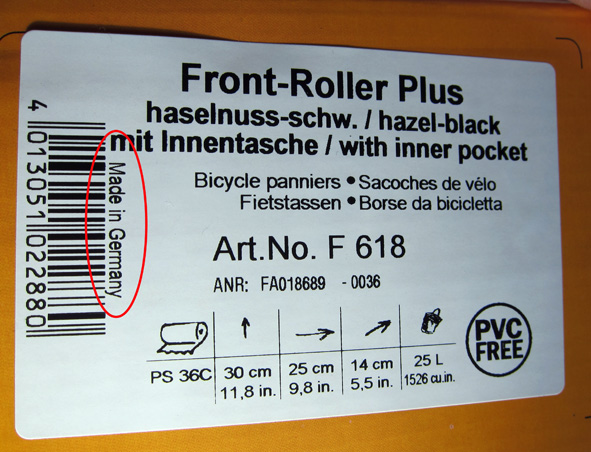 Front-Roller Plus
haselnuss-schw. / hazel-black
mit Innentasche / with inner pocket
Bicycle panniers • Sacoches de vélo
Fietstassen • Borse da bicicletta
Art.No. F 618
ANR: FA018689 - 0036
PS 36C 30 cm 25 cm 14 cm 25 L
11,8 in. 9,8 in. 5,5 in. 1526 cu.in.
PVC
FREE
Made in Germany
4 013051 022880